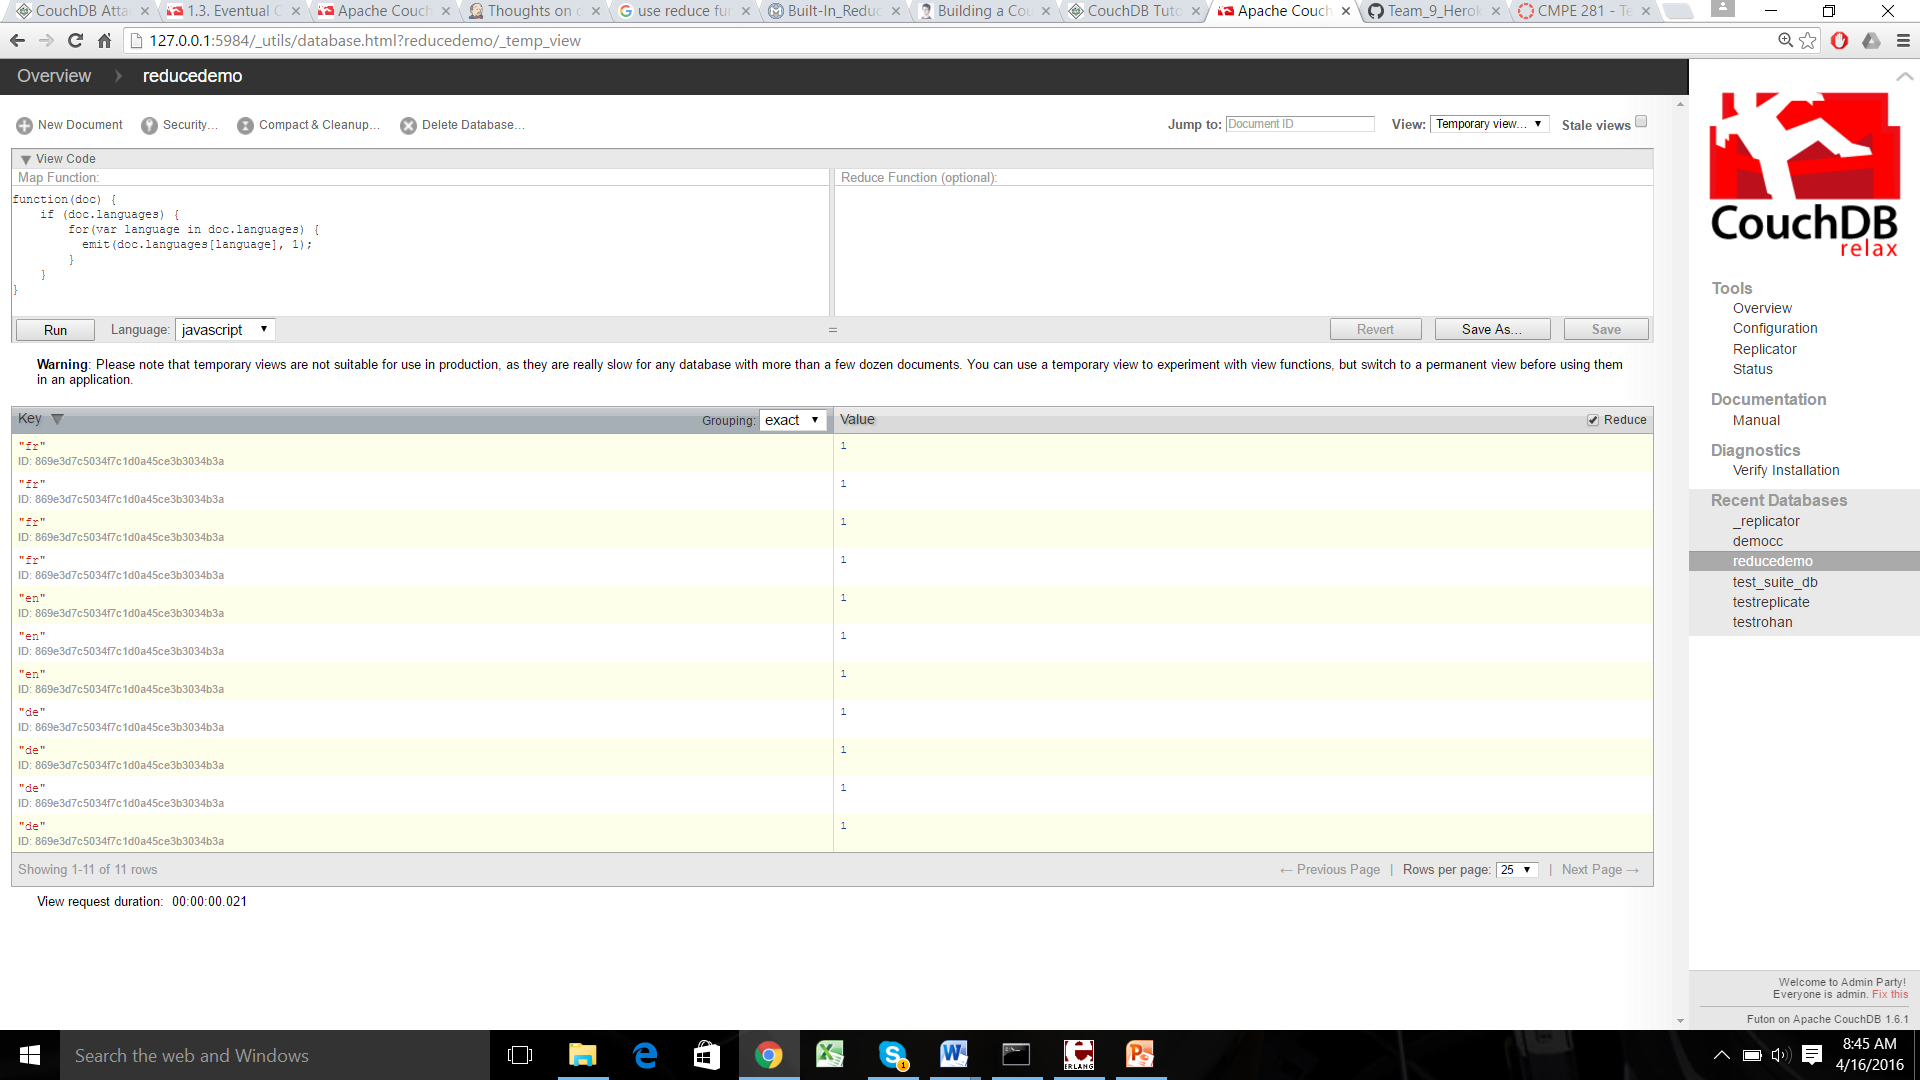 CouchDB Atta
1.3. Eventual C
Apache Couch
Thoughts on c
use reduce fun
Built-In_Reduc
Building a Cou
CouchDB Tuto
Apache Couch
Team_9_Herok
CMPE 281 - Te
127.0.0.1:5984/_utils/database.html?reducedemo/_temp_view
Overview reducedemo
New Document Security… Compact & Cleanup… Delete Database…
Jump to: Document ID View: Temporary view… Stale views
View Code
Map Function:
function(doc) {
if (doc.languages) {
for(var language in doc.languages) {
emit(doc.languages[language], 1);
}
}
}
Reduce Function (optional):
Run Language: javascript = Revert Save As… Save
Warning: Please note that temporary views are not suitable for use in production, as they are really slow for any database with more than a few dozen documents. You can use a temporary view to experiment with view functions, but switch to a permanent view before using them
in an application.
Key Grouping: exact Value Reduce
"fr" 1
ID: 869e3d7c5034f7c1d0a45ce3b3034b3a
"fr" 1
ID: 869e3d7c5034f7c1d0a45ce3b3034b3a
"fr" 1
ID: 869e3d7c5034f7c1d0a45ce3b3034b3a
"fr" 1
ID: 869e3d7c5034f7c1d0a45ce3b3034b3a
"en" 1
ID: 869e3d7c5034f7c1d0a45ce3b3034b3a
"en" 1
ID: 869e3d7c5034f7c1d0a45ce3b3034b3a
"en" 1
ID: 869e3d7c5034f7c1d0a45ce3b3034b3a
"de" 1
ID: 869e3d7c5034f7c1d0a45ce3b3034b3a
"de" 1
ID: 869e3d7c5034f7c1d0a45ce3b3034b3a
"de" 1
ID: 869e3d7c5034f7c1d0a45ce3b3034b3a
"de" 1
ID: 869e3d7c5034f7c1d0a45ce3b3034b3a
Showing 1-11 of 11 rows ← Previous Page | Rows per page: 25 | Next Page →
View request duration: 00:00:00.021
CouchDB
relax
Tools
Overview
Configuration
Replicator
Status
Documentation
Manual
Diagnostics
Verify Installation
Recent Databases
_replicator
democc
reducedemo
test_suite_db
testreplicate
testrohan
Welcome to Admin Party!
Everyone is admin. Fix this
Futon on Apache CouchDB 1.6.1
Search the web and Windows
1
ERLANG
8:45 AM
4/16/2016